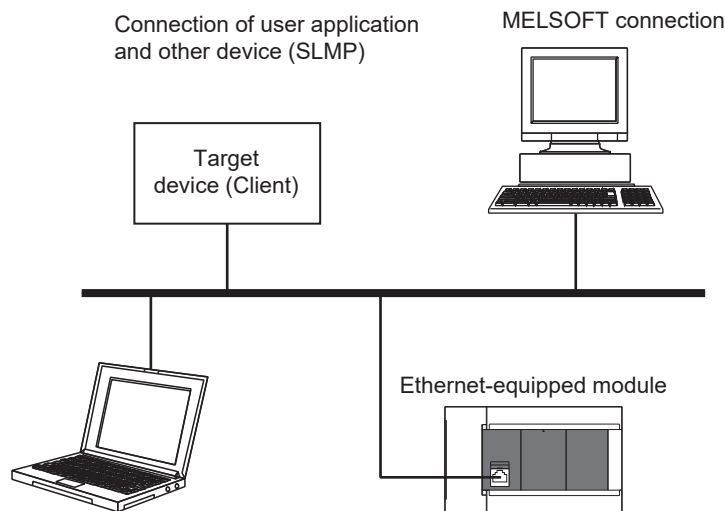 Connection of user application
and other device (SLMP)
MELSOFT connection
Target
device (Client)
Ethernet-equipped module